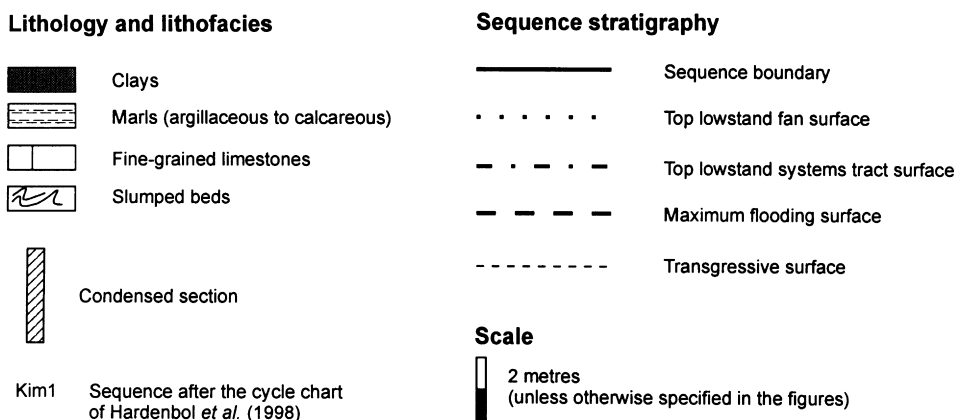 Lithology and lithofacies
Clays
Marls (argillaceous to calcareous)
Fine-grained limestones
Slumped beds
Condensed section
Kim1 Sequence after the cycle chart
of Hardenbol et al. (1998)
Sequence stratigraphy
Sequence boundary
Top lowstand fan surface
Top lowstand systems tract surface
Maximum flooding surface
Transgressive surface
Scale
2 metres
(unless otherwise specified in the figures)